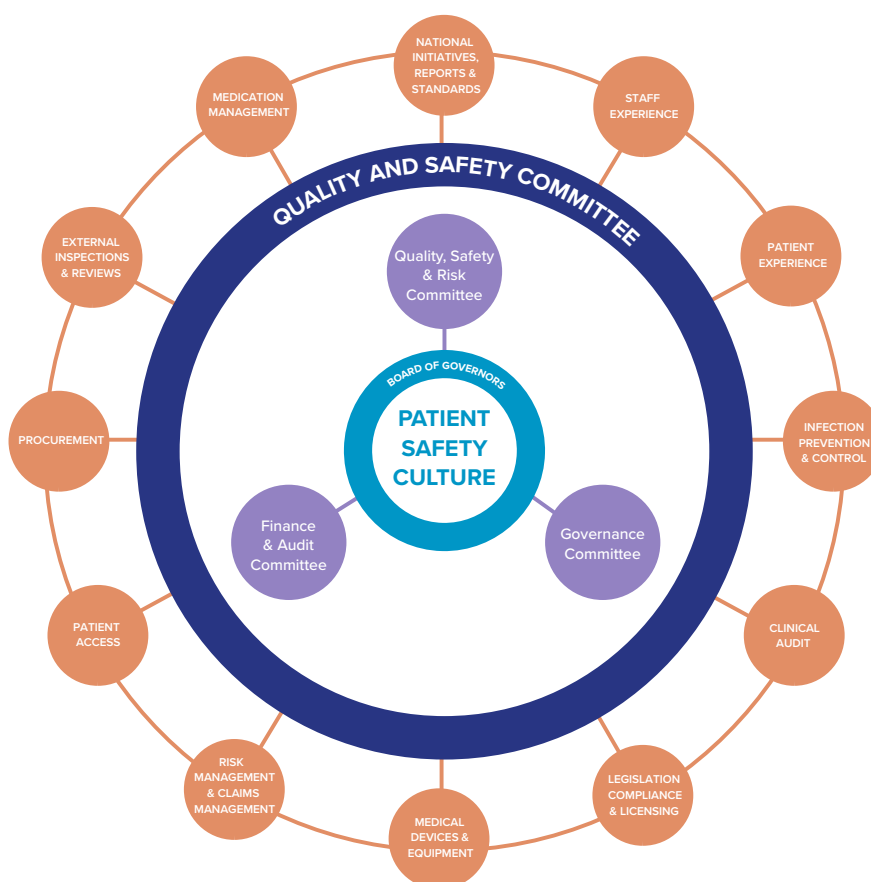 NATIONAL
INITIATIVES,
REPORTS &
STANDARDS
STAFF
EXPERIENCE
PATIENT
EXPERIENCE
INFECTION
PREVENTION
& CONTROL
CLINICAL
AUDIT
LEGISLATION
COMPLIANCE
& LICENSING
MEDICAL
DEVICES &
EQUIPMENT
RISK
MANAGEMENT
& CLAIMS
MANAGEMENT
PATIENT
ACCESS
PROCUREMENT
EXTERNAL
INSPECTIONS
& REVIEWS
MEDICATION
MANAGEMENT
QUALITY AND SAFETY COMMITTEE
Quality, Safety
& Risk
Committee
BOARD OF GOVERNORS
PATIENT
SAFETY
CULTURE
Finance
& Audit
Committee
Governance
Committee